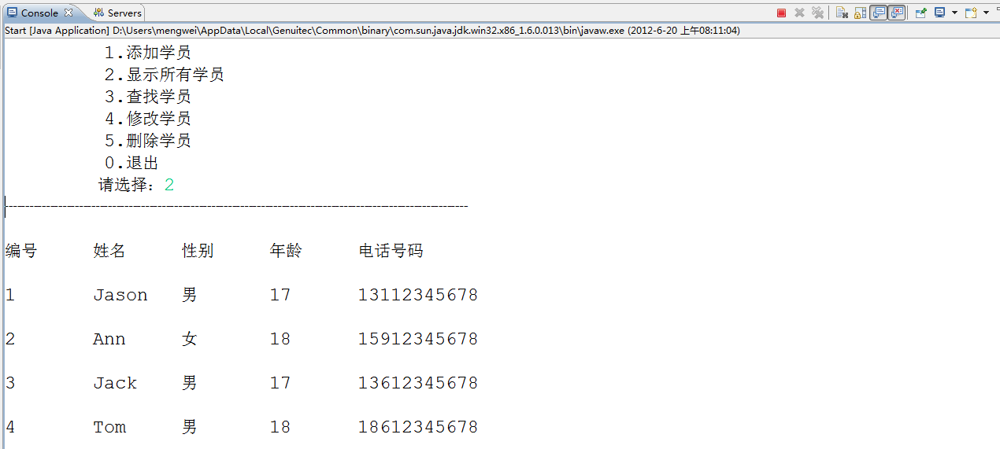 Console Servers
Start [Java Application] D:\Users\mengwei\AppData\Local\Genuitec\Common\binary\com.sun.java.jdk.win32.x86_1.6.0.013\bin\javaw.exe (2012-6-20 上午08:11:04)
1.添加学员
2.显示所有学员
3.查找学员
4.修改学员
5.删除学员
0.退出
请选择：2
编号 姓名 性别 年龄 电话号码
1 Jason 男 17 13112345678
2 Ann 女 18 15912345678
3 Jack 男 17 13612345678
4 Tom 男 18 18612345678